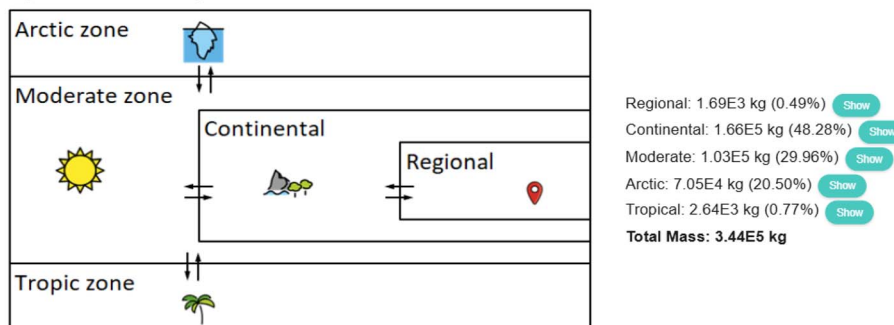 Arctic zone
Moderate zone
Continental
Regional
Tropic zone
Regional: 1.69E3 kg (0.49%) Show
Continental: 1.66E5 kg (48.28%) Show
Moderate: 1.03E5 kg (29.96%) Show
Arctic: 7.05E4 kg (20.50%) Show
Tropical: 2.64E3 kg (0.77%) Show
Total Mass: 3.44E5 kg